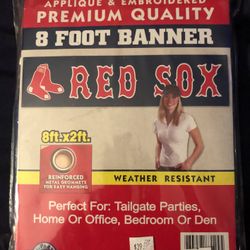 APPLIQUE & EMBROIDERED
PREMIUM QUALITY
8 FOOT BANNER
RED SOX
8ft.x2ft.
REINFORCED
METAL GROMMETS
FOR EASY HANGING
WEATHER RESISTANT
Perfect For: Tailgate Parties,
Home Or Office, Bedroom Or Den